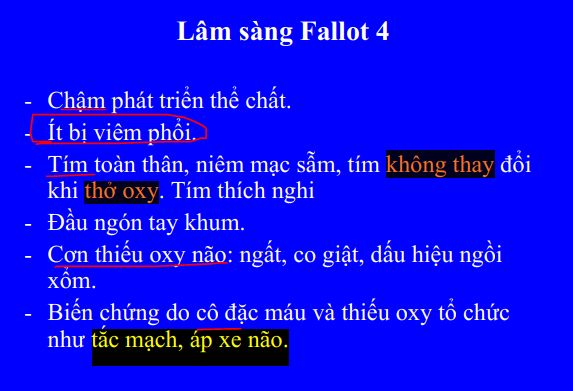 Lâm sàng Fallot 4
- Chậm phát triển thể chất.
- Ít bị viêm phổi.
- Tím toàn thân, niêm mạc sẫm, tím không thay đổi
khi thở oxy. Tím thích nghi
- Đầu ngón tay khum.
- Cơn thiếu oxy não: ngất, co giật, dấu hiệu ngồi
xổm.
- Biến chứng do cô đặc máu và thiếu oxy tổ chức
như tắc mạch, áp xe não.